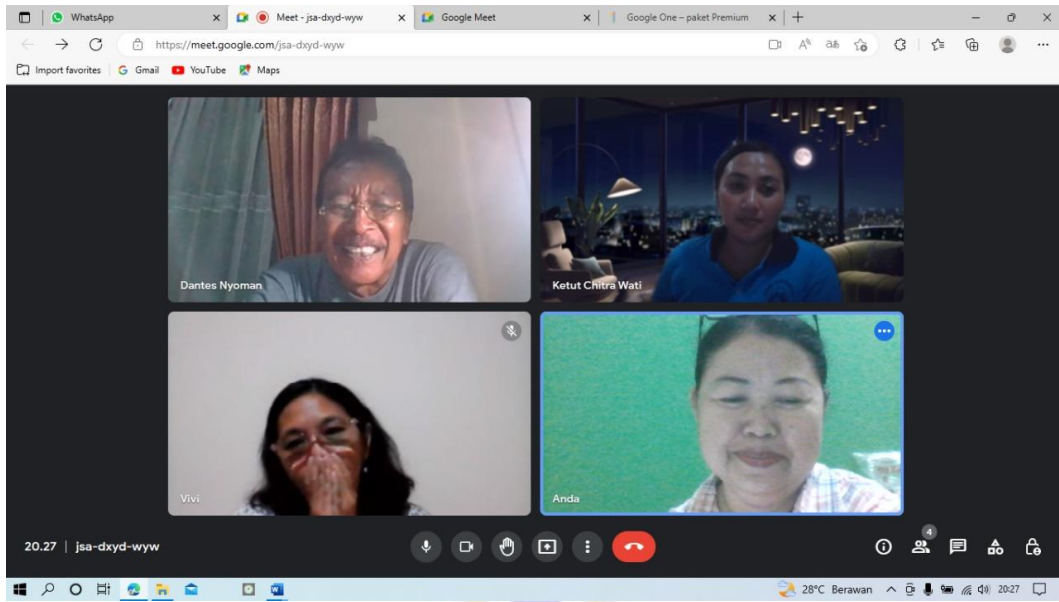 WhatsApp
Meet - jsa-dxyd-wyw
Google Meet
Google One – paket Premium
https://meet.google.com/jsa-dxyd-wyw
Import favorites
Gmail
YouTube
Maps
Dantes Nyoman
Ketut Chitra Wati
Vivi
Anda
20.27 | jsa-dxyd-wyw
4
28°C Berawan
20:27